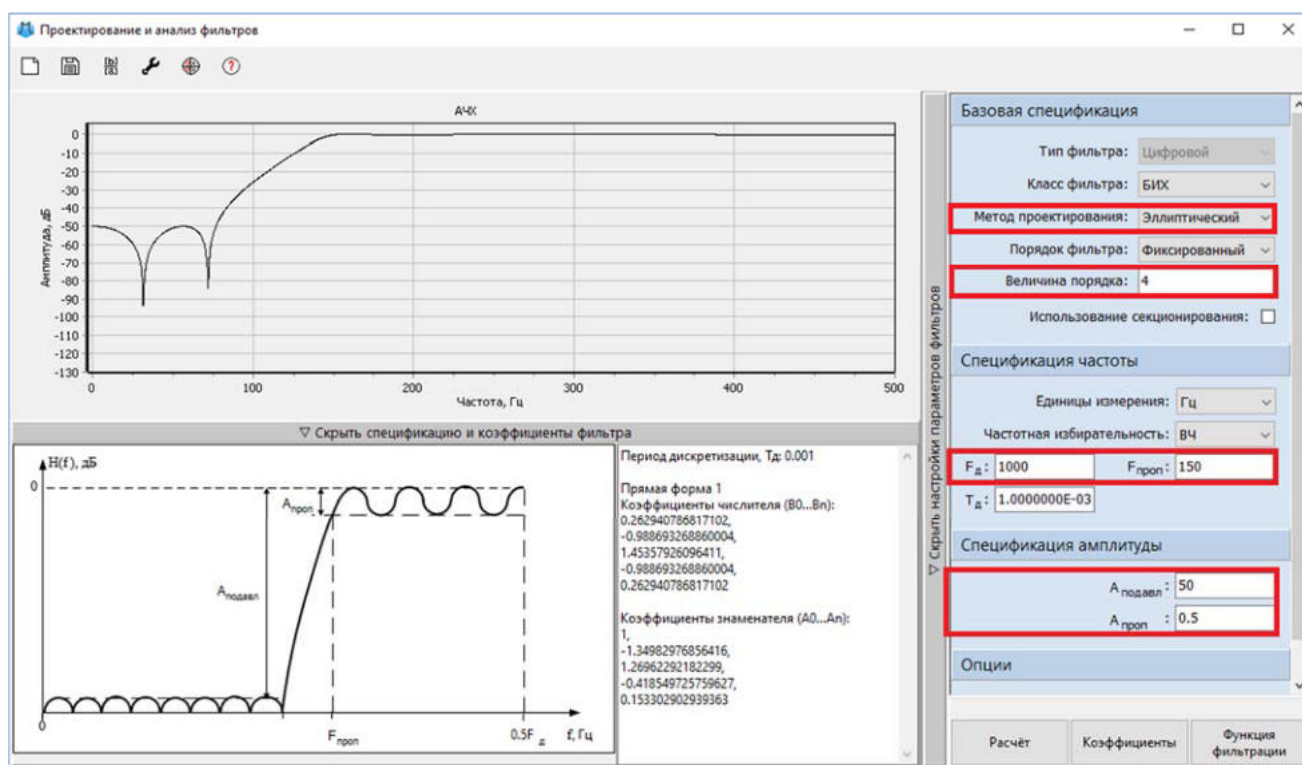 Проектирование и анализ фильтров
АЧХ
Амплитуда, дБ
0
-10
-20
-30
-40
-50
-60
-70
-80
-90
-100
-110
-120
-130
0 100 200 300 400 500
Частота, Гц
▽ Скрыть спецификацию и коэффициенты фильтра
H(f), дБ
0
Aпроп
Aподавл
0
Fпроп
0.5F д
f, Гц
Период дискретизации, Tд: 0.001
Прямая форма 1
Коэффициенты числителя (B0...Bn):
0.262940786817102,
-0.988693268860004,
1.45357926096411,
-0.988693268860004,
0.262940786817102
Коэффициенты знаменателя (A0...An):
1,
-1.34982976856416,
1.26962292182299,
-0.418549725759627,
0.153302902939363
▽ Скрыть настройки параметров фильтров
Базовая спецификация
Тип фильтра: Цифровой
Класс фильтра: БИХ
Метод проектирования: Эллиптический
Порядок фильтра: Фиксированный
Величина порядка: 4
Использование секционирования:
Спецификация частоты
Единицы измерения: Гц
Частотная избирательность: ВЧ
Fд: 1000 Fпроп: 150
Tд: 1.0000000E-03
Спецификация амплитуды
A подавл : 50
A проп : 0.5
Опции
Расчёт Коэффициенты Функция
фильтрации